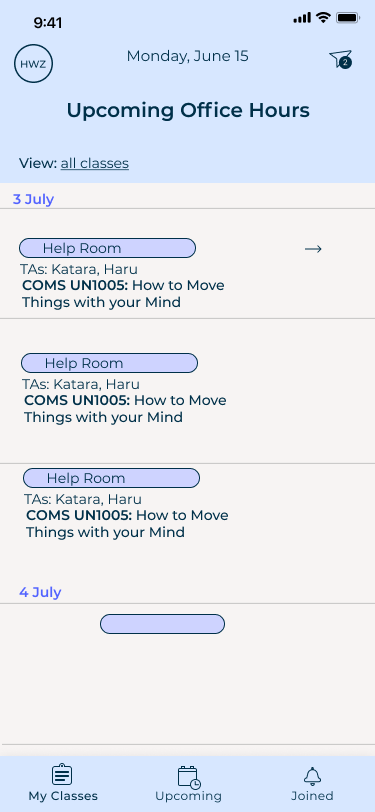 9:41
HWZ
Monday, June 15
2
Upcoming Office Hours
View: all classes
3 July
Help Room
TAs: Katara, Haru
COMS UN1005: How to Move
Things with your Mind
Help Room
TAs: Katara, Haru
COMS UN1005: How to Move
Things with your Mind
Help Room
TAs: Katara, Haru
COMS UN1005: How to Move
Things with your Mind
4 July
My Classes
Upcoming
Joined